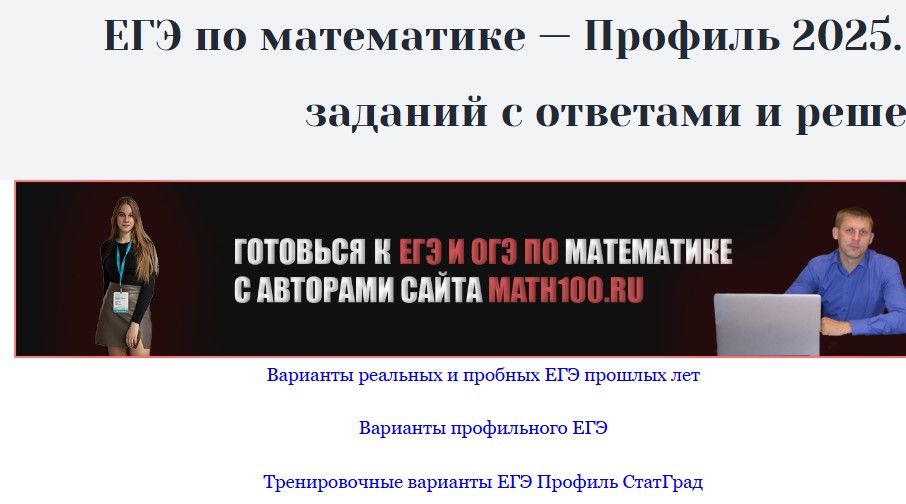 ЕГЭ по математике — Профиль 2025.
заданий с ответами и реше
ГОТОВЬСЯ К ЕГЭ И ОГЭ ПО МАТЕМАТИКЕ
С АВТОРАМИ САЙТА MATH100.RU
Варианты реальных и пробных ЕГЭ прошлых лет
Варианты профильного ЕГЭ
Тренировочные варианты ЕГЭ Профиль СтатГрад